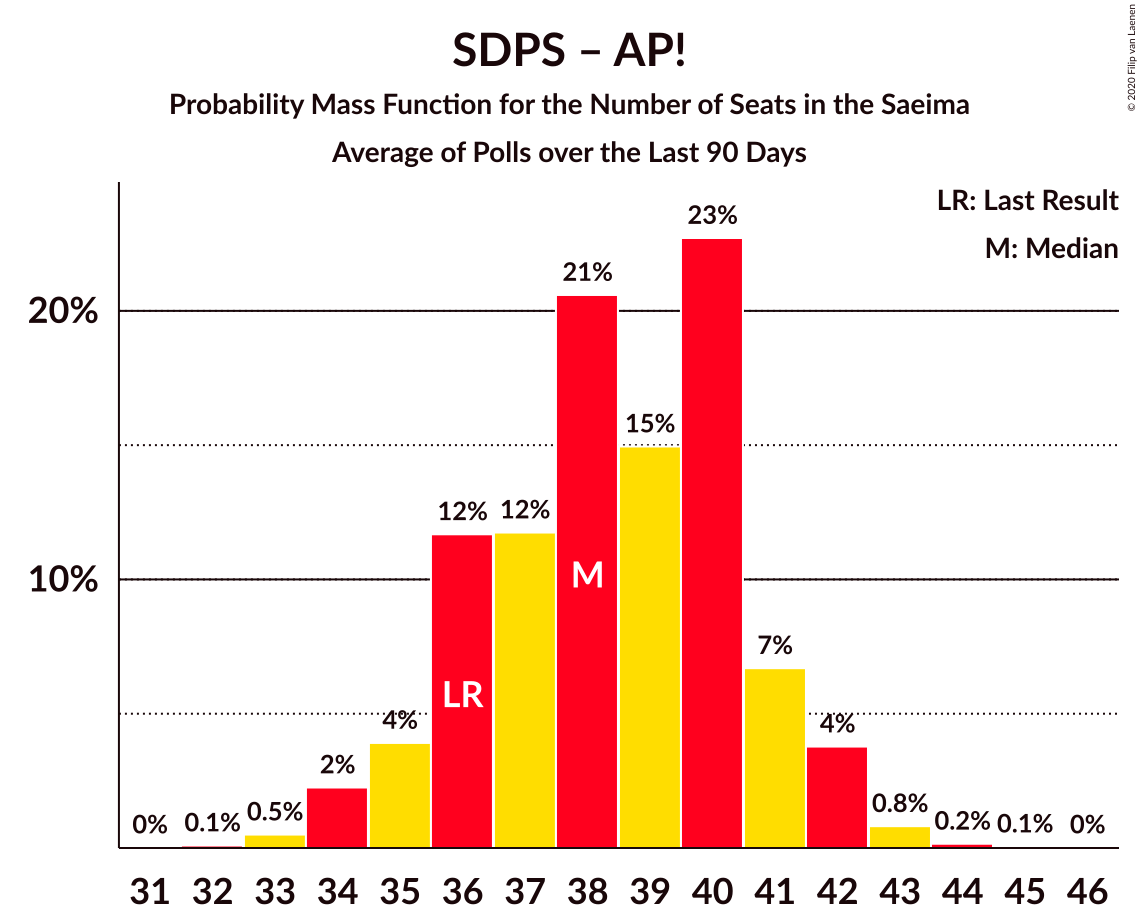 SDPS – AP!
Probability Mass Function for the Number of Seats in the Saeima
Average of Polls over the Last 90 Days
© 2020 Filip van Laenen
LR: Last Result
M: Median
20%
10%
0%
0.1%
0.5%
2%
4%
12%
12%
21%
15%
23%
7%
4%
0.8%
0.2%
0.1%
0%
LR
M
31 32 33 34 35 36 37 38 39 40 41 42 43 44 45 46